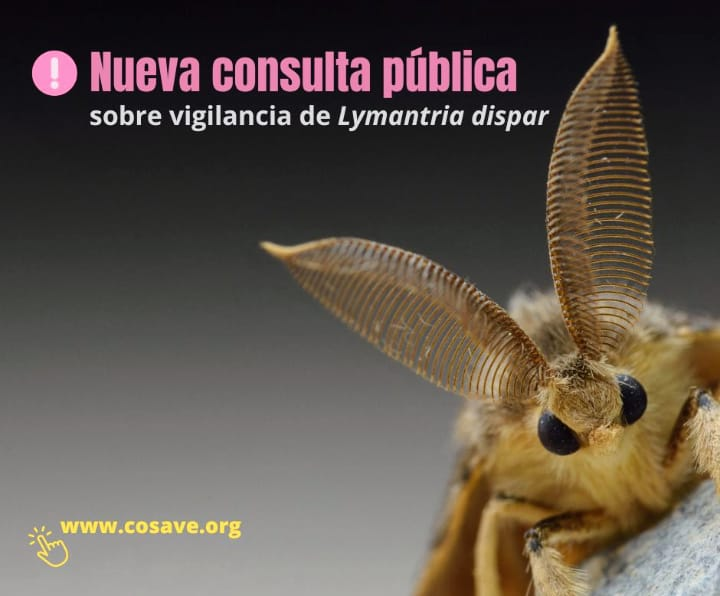 Nueva consulta pública
sobre vigilancia de Lymantria dispar
www.cosave.org